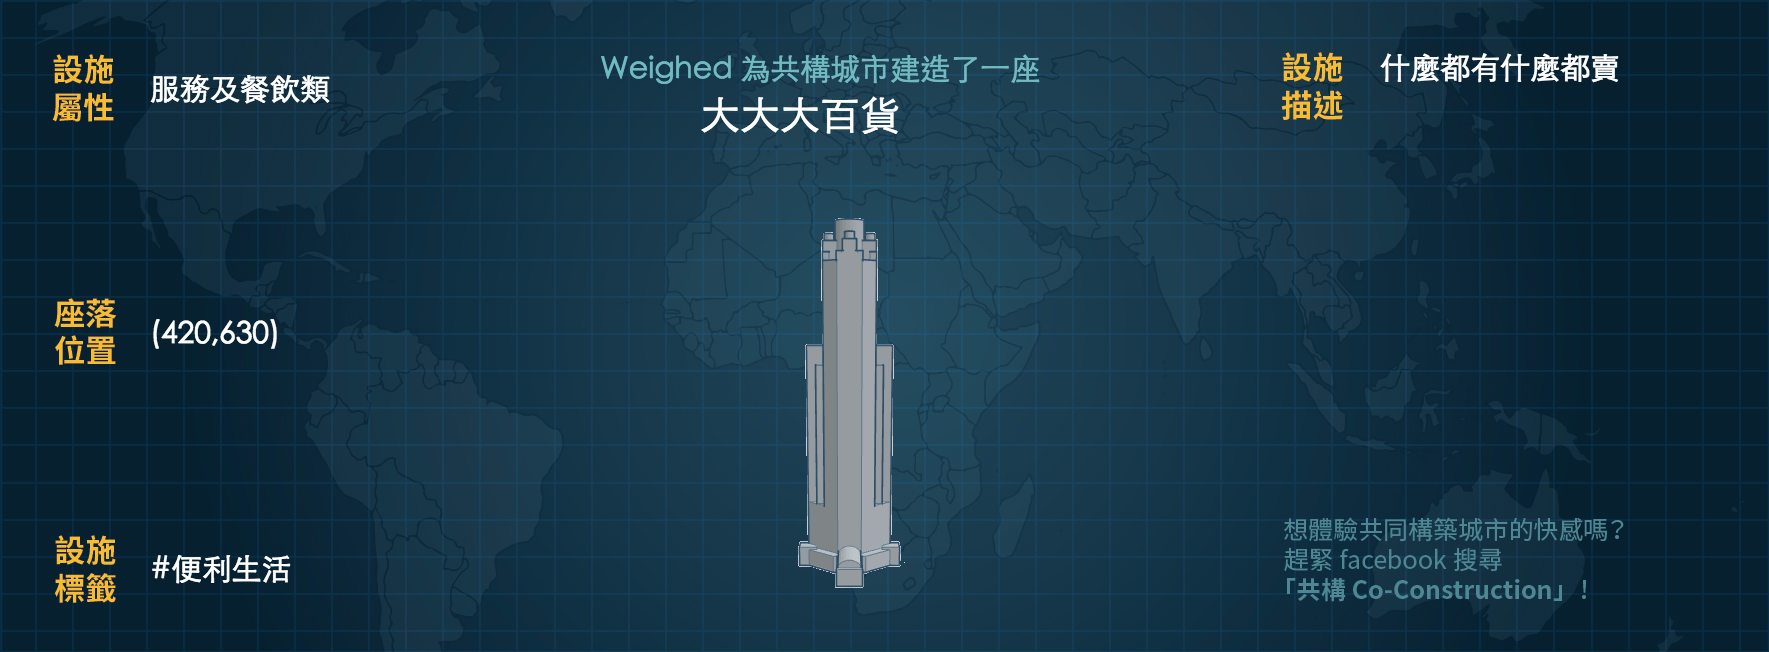 設施
屬性
服務及餐飲類
Weighed 為共構城市建造了一座
大大大百貨
設施
描述
什麼都有什麼都賣
座落
位置
(420,630)
設施
標籤
#便利生活
想體驗共同構築城市的快感嗎？
趕緊 facebook 搜尋
「共構 Co-Construction」！